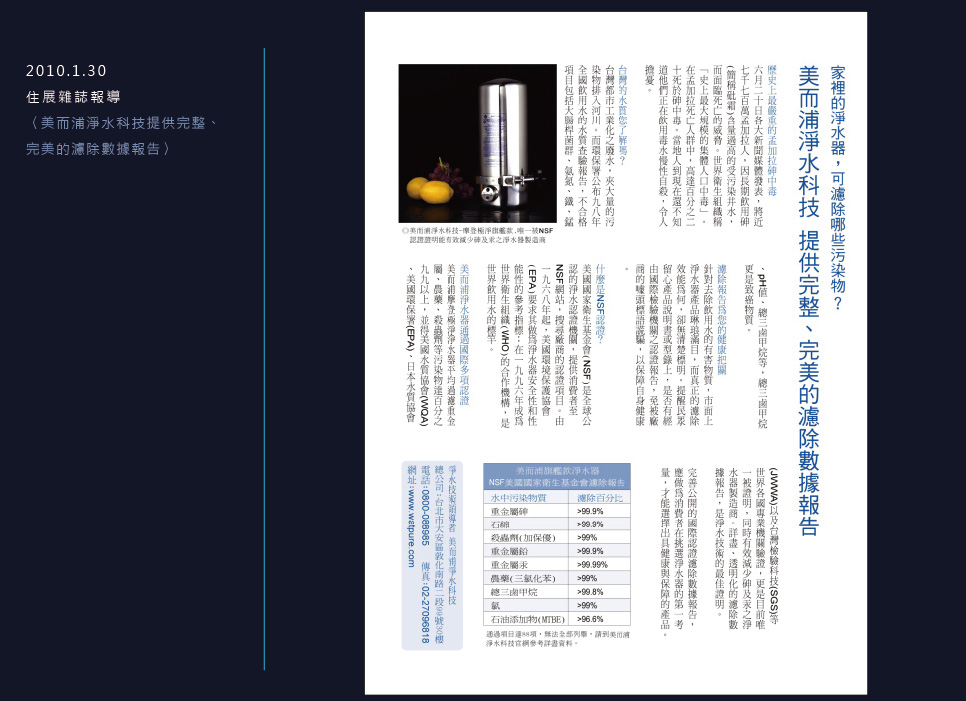 2010.1.30
住展雜誌報導
〈美而浦淨水科技提供完整、
完美的濾除數據報告〉
家裡的淨水器，可濾除哪些污染物？
美而浦淨水科技 提供完整、完美的濾除數據報告
歷史上最嚴重的孟加拉砷中毒
六月二十日各大新聞媒體發表，將近
七千七百萬孟加拉人，因長期飲用砷
(簡稱砒霜)含量過高的受污染井水，
而面臨死亡的威脅。世界衛生組織稱
「史上最大規模的集體人口中毒」。
在孟加拉死亡人群中，高達百分之二
十死於砷中毒。當地人到現在還不知
道他們正在飲用毒水慢性自殺，令人
擔憂。
台灣的水質您了解嗎？
台灣都市工業化之廢水，夾大量的污
染物排入河川。而環保署公布九八年
全國飲用水的水質查驗報告，不合格
項目包括大腸桿菌群、氨氮、鐵、錳
◎美而浦淨水科技-摩登極淨旗艦款,唯一被NSF
認證證明能有效減少砷及汞之淨水器製造商
、pH值、總三鹵甲烷等，總三鹵甲烷
更是致癌物質。
濾除報告為您的健康把關
針對去除飲用水的有害物質，市面上
淨水器產品琳琅滿目，而真正的濾除
效能為何，卻無清楚標明。提醒民眾
留心產品說明書或型錄上，是否有經
由國際檢驗機關之認證報告，免被廠
商的噱頭標語謊騙，以保障自身健康
。
什麼是NSF認證？
美國國家衛生基金會(NSF)是全球公
認的淨水認證機關，提供消費者至
NSF網站，搜尋廠商的認證項目。由
一九六八年起，美國環境保護協會
(EPA)要求其做為淨水器安全性和性
能性的參考指標；在一九九六年成為
世界衛生組織(WHO)的合作機構，是
世界飲用水的標竿。
美而浦淨水器通過國際多項認證
美而浦摩登極淨淨水器平均過濾重金
屬、農藥、殺蟲劑等污染物達百分之
九九以上，並得美國水質協會(WQA)
、美國環保署(EPA)、日本水質協會
(JWWA)以及台灣檢驗科技(SGS)等
世界各國專業機關驗證，更是目前唯
一被證明，同時有效減少砷及汞之淨
水器製造商。詳盡、透明化的濾除數
據報告，是淨水技術的最佳證明。
完善公開的國際認證濾除數據報告，
應做為消費者在挑選淨水器的第一考
量，才能選擇出具健康與保障的產品。
美而浦旗艦款淨水器
NSF美國國家衛生基金會濾除報告
水中污染物質 濾除百分比
重金屬砷 >99.9%
石綿 >99.9%
殺蟲劑(加保優) >99%
重金屬鉛 >99.9%
重金屬汞 >99.99%
農藥(三氯化苯) >99%
總三鹵甲烷 >99.8%
氡 >99%
石油添加物(MTBE) >96.6%
通過項目達88項，無法全部列舉，請到美而浦
淨水科技官網參考詳盡資料。
淨水技術領導者 美而浦淨水科技
總公司：台北市大安區敦化南路二段99號30樓
電話：0800-088985 傳真：02-27096818
網址：www.watpure.com